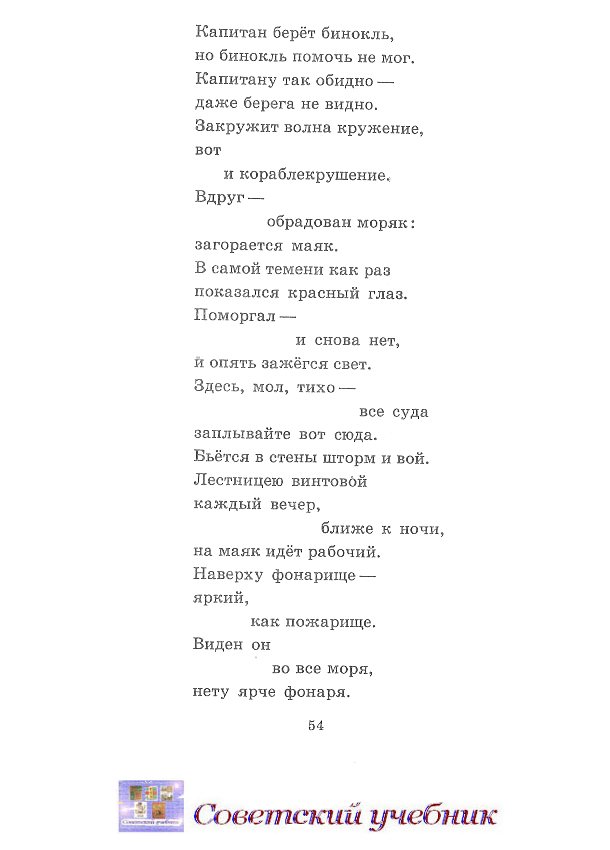 Капитан берёт бинокль,
но бинокль помочь не мог.
Капитану так обидно —
даже берега не видно.
Закружит волна кружение,
вот
и кораблекрушение.
Вдруг —
обрадован моряк:
загорается маяк.
В самой темени как раз
показался красный глаз.
Поморгал —
и снова нет,
и опять зажёгся свет.
Здесь, мол, тихо —
все суда
заплывайте вот сюда.
Бьётся в стены шторм и вой.
Лестницею винтовой
каждый вечер,
ближе к ночи,
на маяк идёт рабочий.
Наверху фонарище —
яркий,
как пожарище.
Виден он
во все моря,
нету ярче фонаря.
54
Советский учебник
Советский учебник